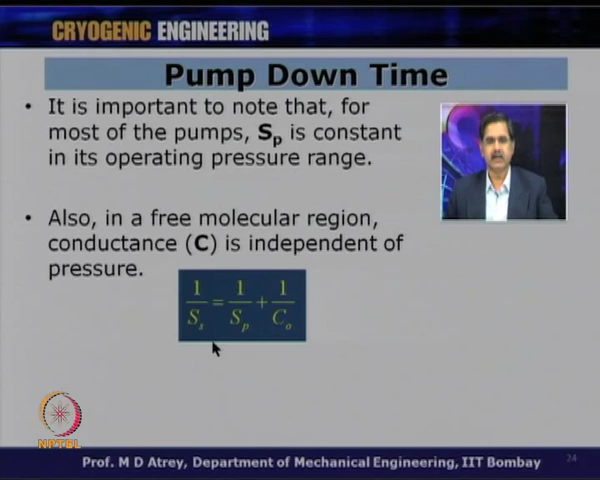 CRYOGENIC ENGINEERING
Pump Down Time
• It is important to note that, for
most of the pumps, Sp is constant
in its operating pressure range.
• Also, in a free molecular region,
conductance (C) is independent of
pressure.
1/Ss = 1/Sp + 1/Co
NPTEL
Prof. M D Atrey, Department of Mechanical Engineering, IIT Bombay
24